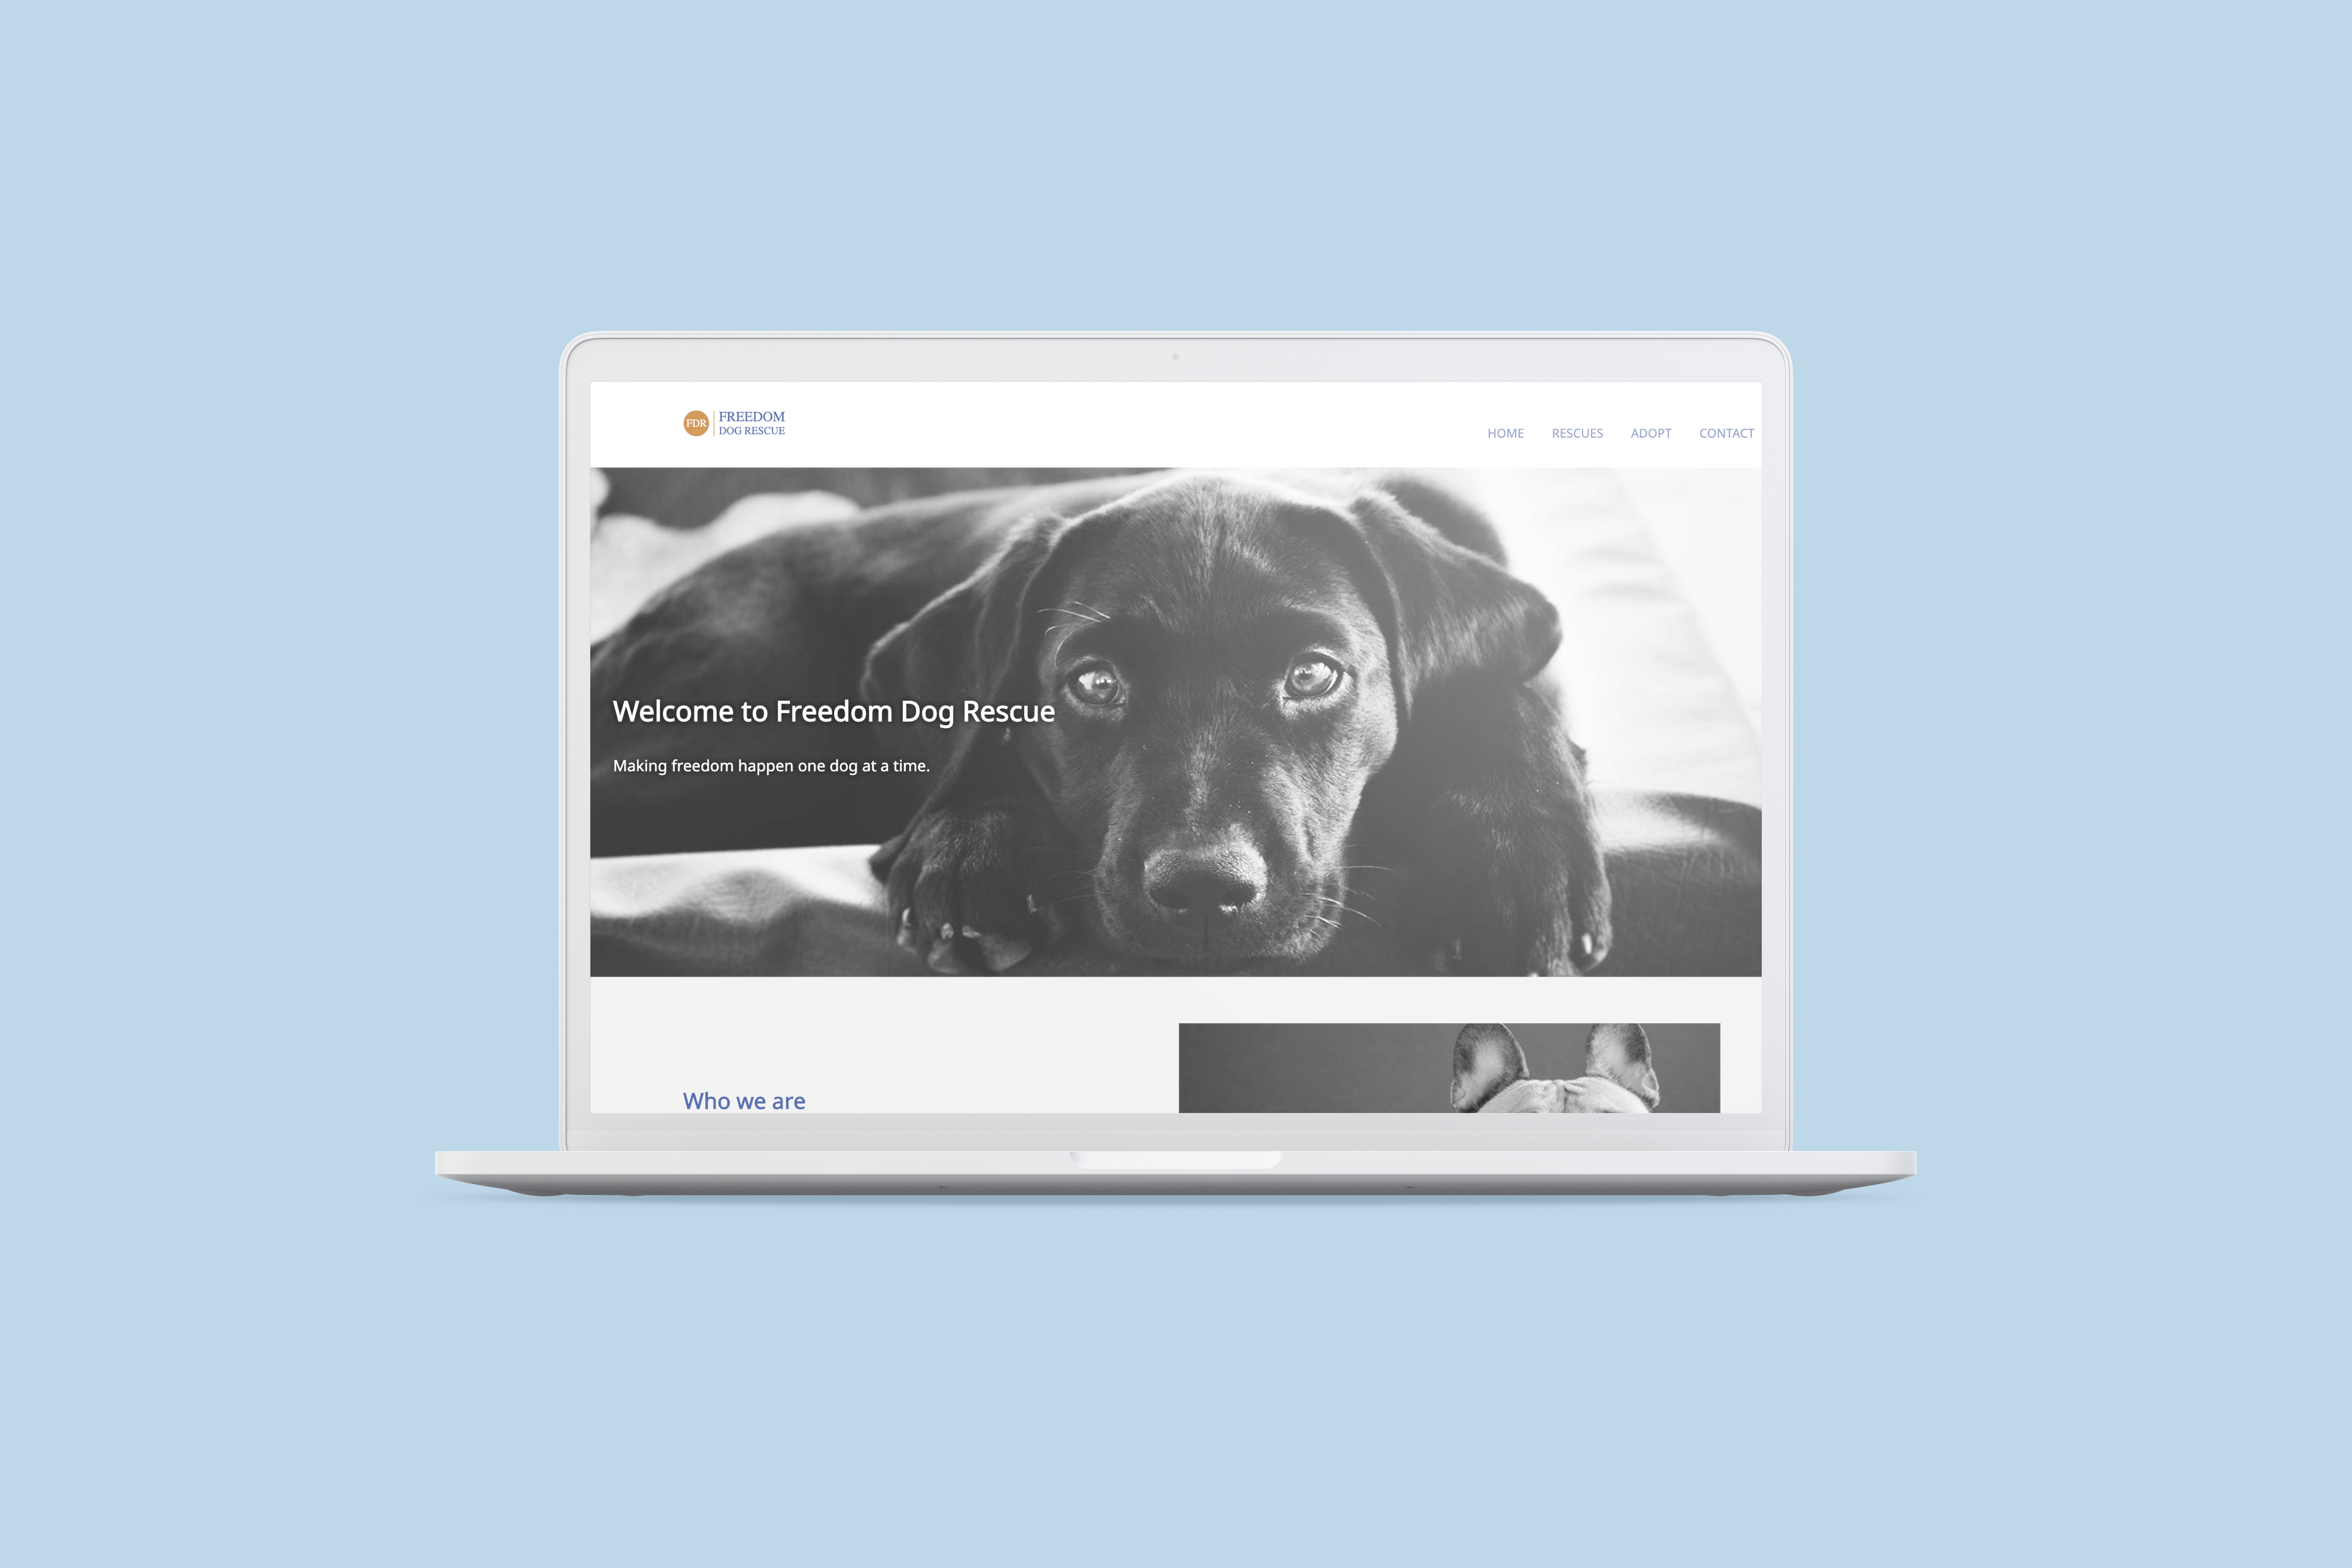 FDR
FREEDOM
DOG RESCUE
HOME RESCUES ADOPT CONTACT
Welcome to Freedom Dog Rescue
Making freedom happen one dog at a time.
Who we are